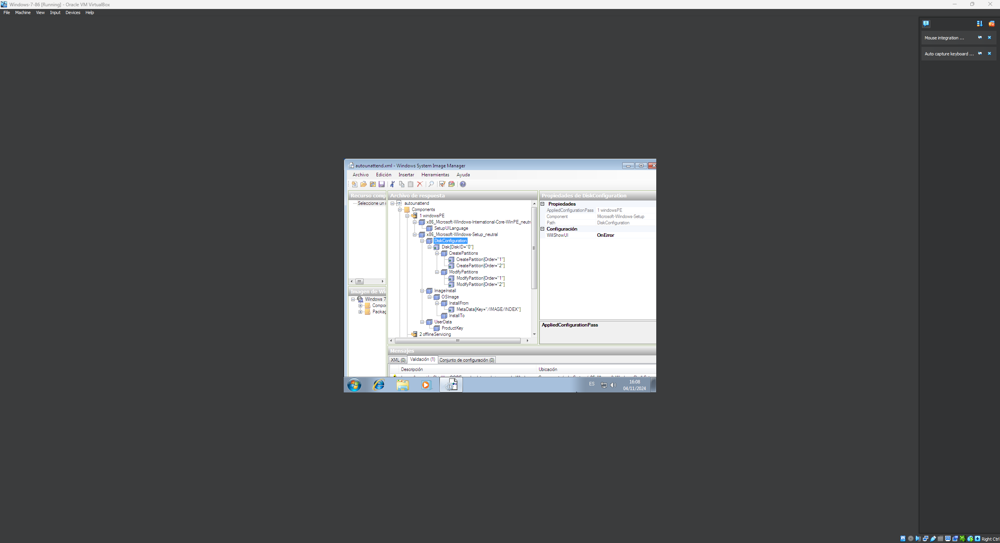 Windows-7-86 [Running] - Oracle VM VirtualBox
File Machine View Input Devices Help
Mouse integration ...
Auto capture keyboard ...
autounattend.xml - Windows System Image Manager
Archivo Edición Insertar Herramientas Ayuda
Recurso comp
Seleccione un
Imagen de Wi
Windows 7
Compo
Packag
Archivo de respuesta
autounattend
Components
1 windowsPE
x86_Microsoft-Windows-International-Core-WinPE_neutr
SetupUILanguage
x86_Microsoft-Windows-Setup_neutral
DiskConfiguration
Disk[DiskID="0"]
CreatePartitions
CreatePartition[Order="1"]
CreatePartition[Order="2"]
ModifyPartitions
ModifyPartition[Order="1"]
ModifyPartition[Order="2"]
ImageInstall
OSImage
InstallFrom
MetaData[Key="/IMAGE/INDEX"]
InstallTo
UserData
ProductKey
2 offlineServicing
Propiedades de DiskConfiguration
Propiedades
AppliedConfigurationPass 1 windowsPE
Component Microsoft-Windows-Setup
Path DiskConfiguration
Configuración
WillShowUI OnError
AppliedConfigurationPass
Mensajes
XML (0) Validación (1) Conjunto de configuración (0)
Descripción Ubicación
ES
16:08
04/11/2024
Right Ctrl